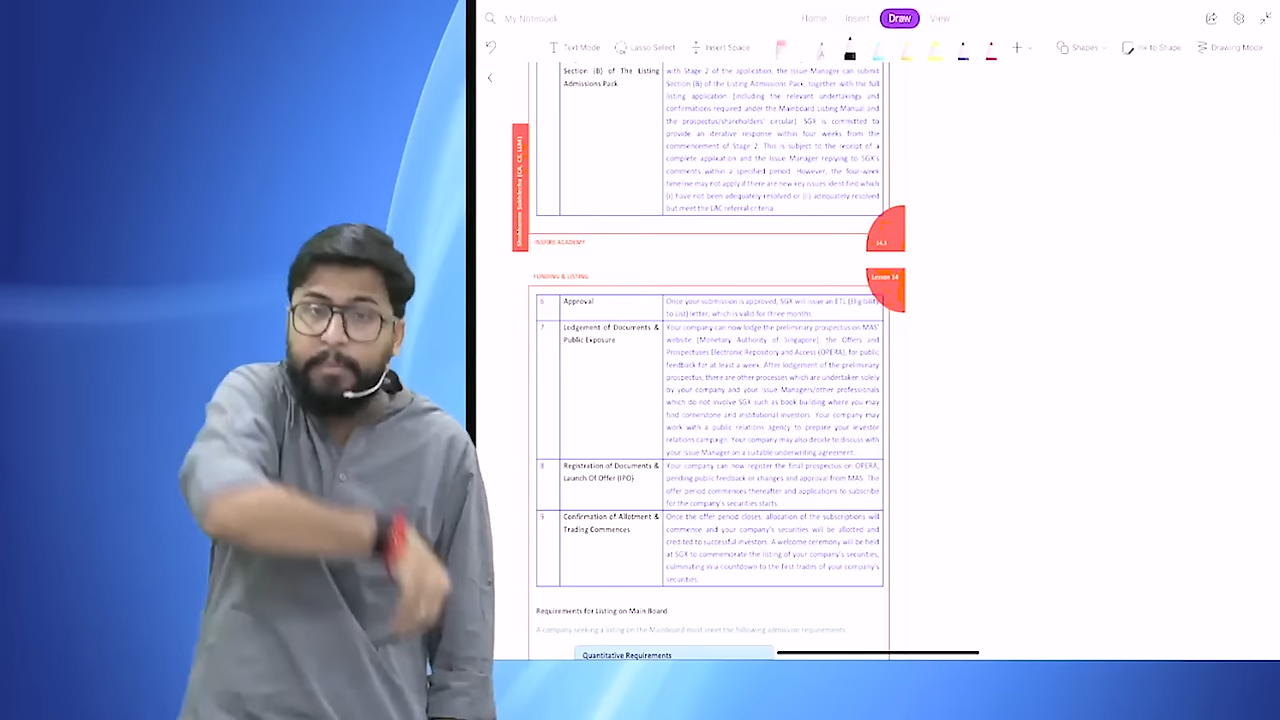 My Notebook
Home Insert Draw View
Text Mode Lasso Select Insert Space Shapes Ink to Shape Drawing Mode
Section (B) of The Listing
Admissions Pack
with Stage 2 of the application, the Issue Manager can submit
Section (B) of the Listing Admissions Pack, together with the full
listing application (including the relevant undertakings and
confirmations required under the Mainboard Listing Manual and
the prospectus/shareholders' circular). SGX is committed to
provide an iterative response within four weeks from the
commencement of Stage 2. This is subject to the receipt of a
complete application and the Issue Manager replying to SGX's
comments within a specified period. However, the four-week
timeline may not apply if there are new key issues identified which
(i) have not been adequately resolved or (ii) adequately resolved
but meet the LAC referral criteria.
Shubhamm Sukhlecha (CA, CS, LLM)
INSPIRE ACADEMY
14.3
FUNDING & LISTING
Lesson 14
6 Approval
Once your submission is approved, SGX will issue an ETL (Eligibility
to List) letter, which is valid for three months.
7 Lodgement of Documents &
Public Exposure
Your company can now lodge the preliminary prospectus on MAS'
website (Monetary Authority of Singapore), the Offers and
Prospectuses Electronic Repository and Access (OPERA), for public
feedback for at least a week. After lodgement of the preliminary
prospectus, there are other processes which are undertaken solely
by your company and your Issue Managers/other professionals
which do not involve SGX such as book building where you may
find cornerstone and institutional investors. Your company may
work with a public relations agency to prepare your investor
relations campaign. Your company may also decide to discuss with
your Issue Manager on a suitable underwriting agreement.
8 Registration of Documents &
Launch Of Offer (IPO)
Your company can now register the final prospectus on OPERA,
pending public feedback or changes and approval from MAS. The
offer period commences thereafter and applications to subscribe
for the company's securities starts.
9 Confirmation of Allotment &
Trading Commences
Once the offer period closes, allocation of the subscriptions will
commence and your company's securities will be allotted and
credited to successful investors. A welcome ceremony will be held
at SGX to commemorate the listing of your company's securities,
culminating in a countdown to the first trades of your company's
securities.
Requirements for Listing on Main Board
A company seeking a listing on the Mainboard must meet the following admission requirements
Quantitative Requirements